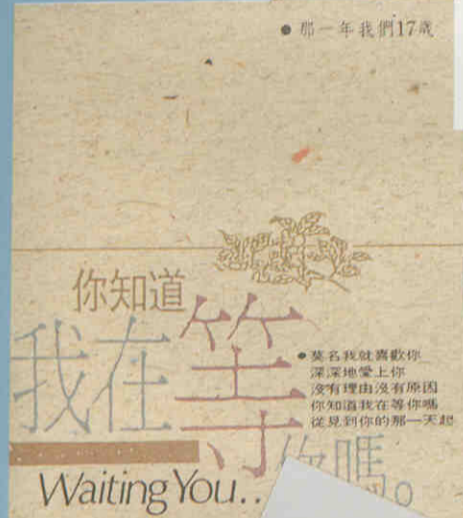 ●那一年我們17歲
你知道
我在等
你嗎。
●莫名我就喜歡你
深深地愛上你
沒有理由沒有原因
你知道我在等你嗎
從見到你的那一天起
Waiting You..